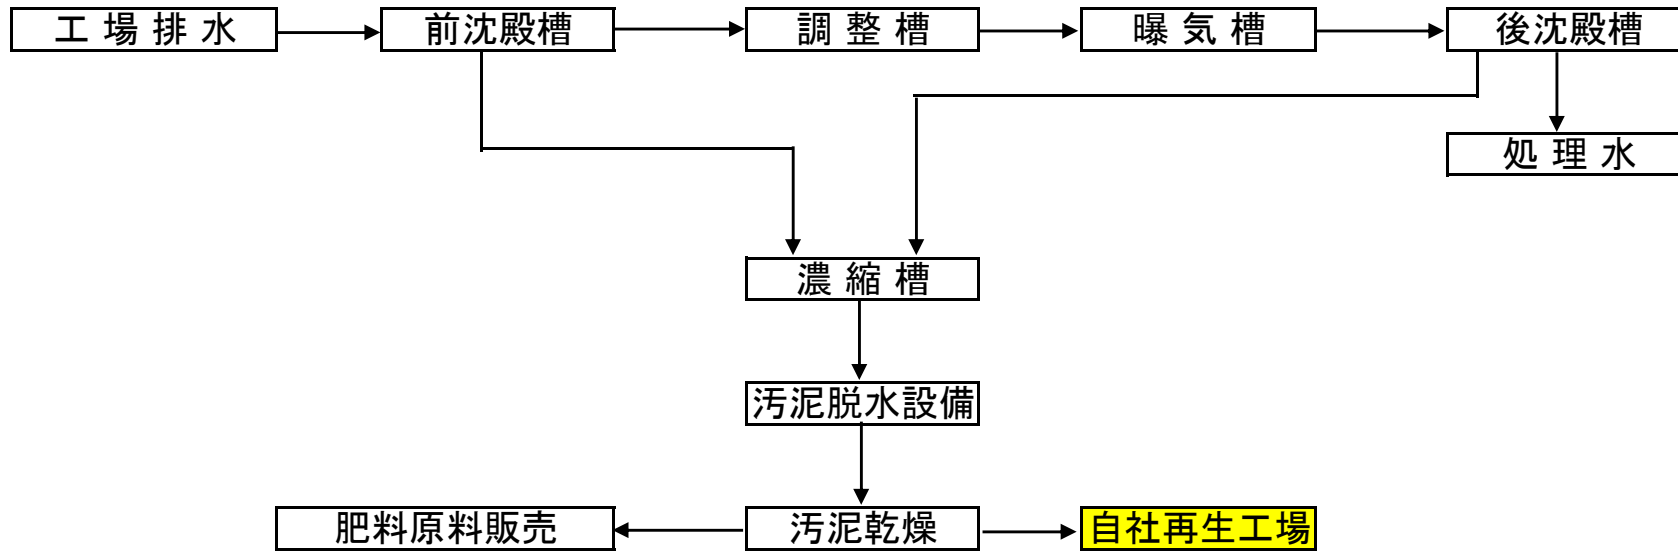 工場排水
前沈殿槽
調整槽
曝気槽
後沈殿槽
処理水
濃縮槽
汚泥脱水設備
肥料原料販売
汚泥乾燥
自社再生工場